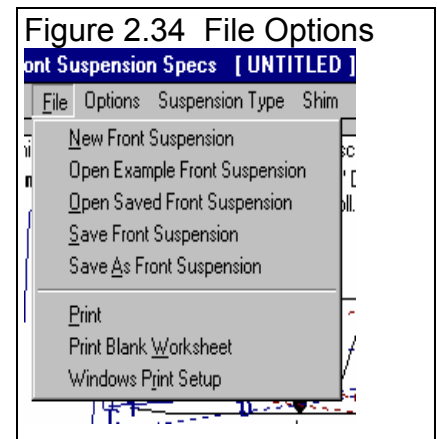 Figure 2.34 File Options
ont Suspension Specs [ UNTITLED ]
File Options Suspension Type Shim
New Front Suspension
Open Example Front Suspension
Open Saved Front Suspension
Save Front Suspension
Save As Front Suspension
Print
Print Blank Worksheet
Windows Print Setup